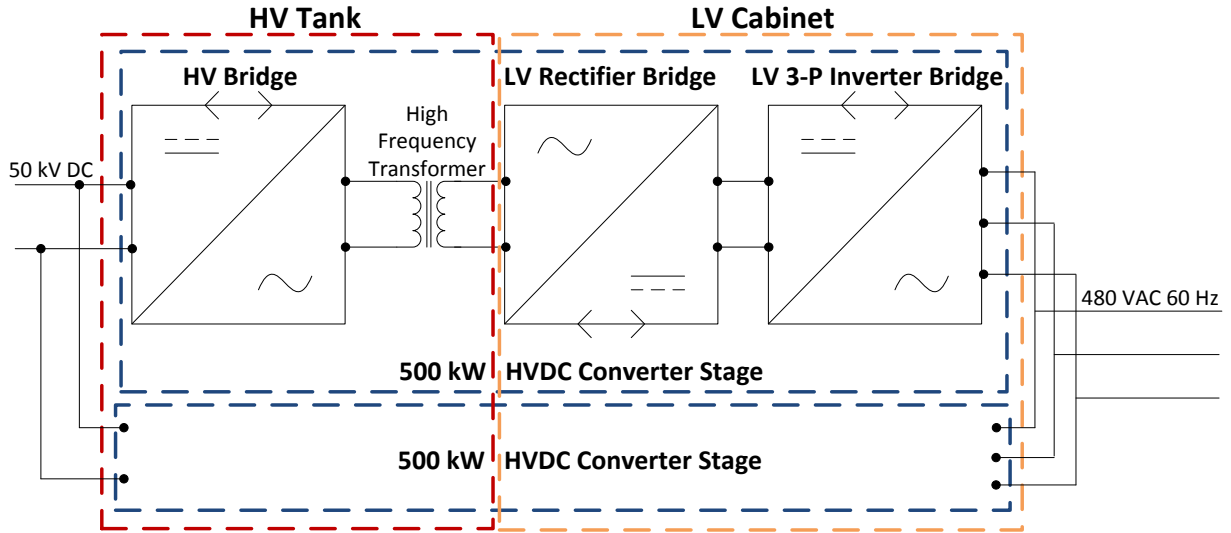 HV Tank
LV Cabinet
HV Bridge
LV Rectifier Bridge
LV 3-P Inverter Bridge
High
Frequency
Transformer
50 kV DC
480 VAC 60 Hz
500 kW HVDC Converter Stage
500 kW HVDC Converter Stage